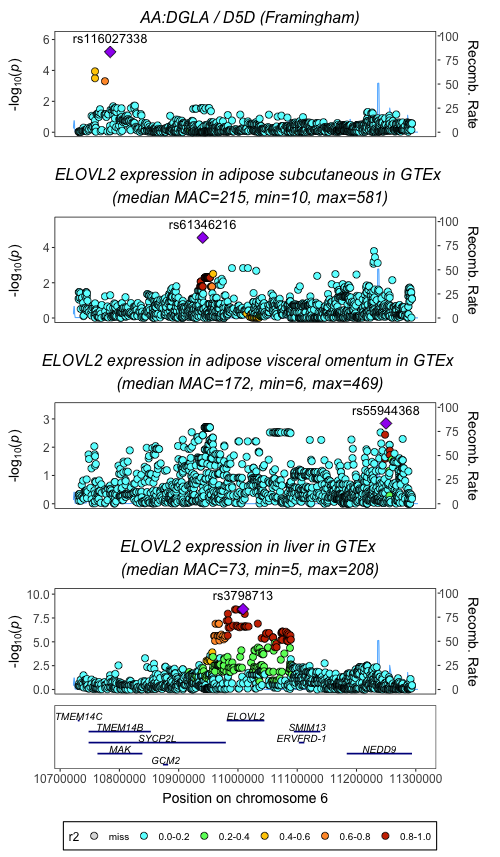 AA:DGLA / D5D (Framingham)
rs116027338
-log10(p)
6
4
2
0
100
75
50
25
0
Recomb. Rate
ELOVL2 expression in adipose subcutaneous in GTEx
(median MAC=215, min=10, max=581)
rs61346216
-log10(p)
4
2
0
100
75
50
25
0
Recomb. Rate
ELOVL2 expression in adipose visceral omentum in GTEx
(median MAC=172, min=6, max=469)
rs55944368
-log10(p)
3
2
1
0
100
75
50
25
0
Recomb. Rate
ELOVL2 expression in liver in GTEx
(median MAC=73, min=5, max=208)
rs3798713
-log10(p)
10.0
7.5
5.0
2.5
0.0
100
75
50
25
0
Recomb. Rate
TMEM14C ELOVL2
TMEM14B SMIM13
SYCP2L ERVFRD-1
MAK NEDD9
GCM2
10700000 10800000 10900000 11000000 11100000 11200000 11300000
Position on chromosome 6
r2 miss 0.0-0.2 0.2-0.4 0.4-0.6 0.6-0.8 0.8-1.0